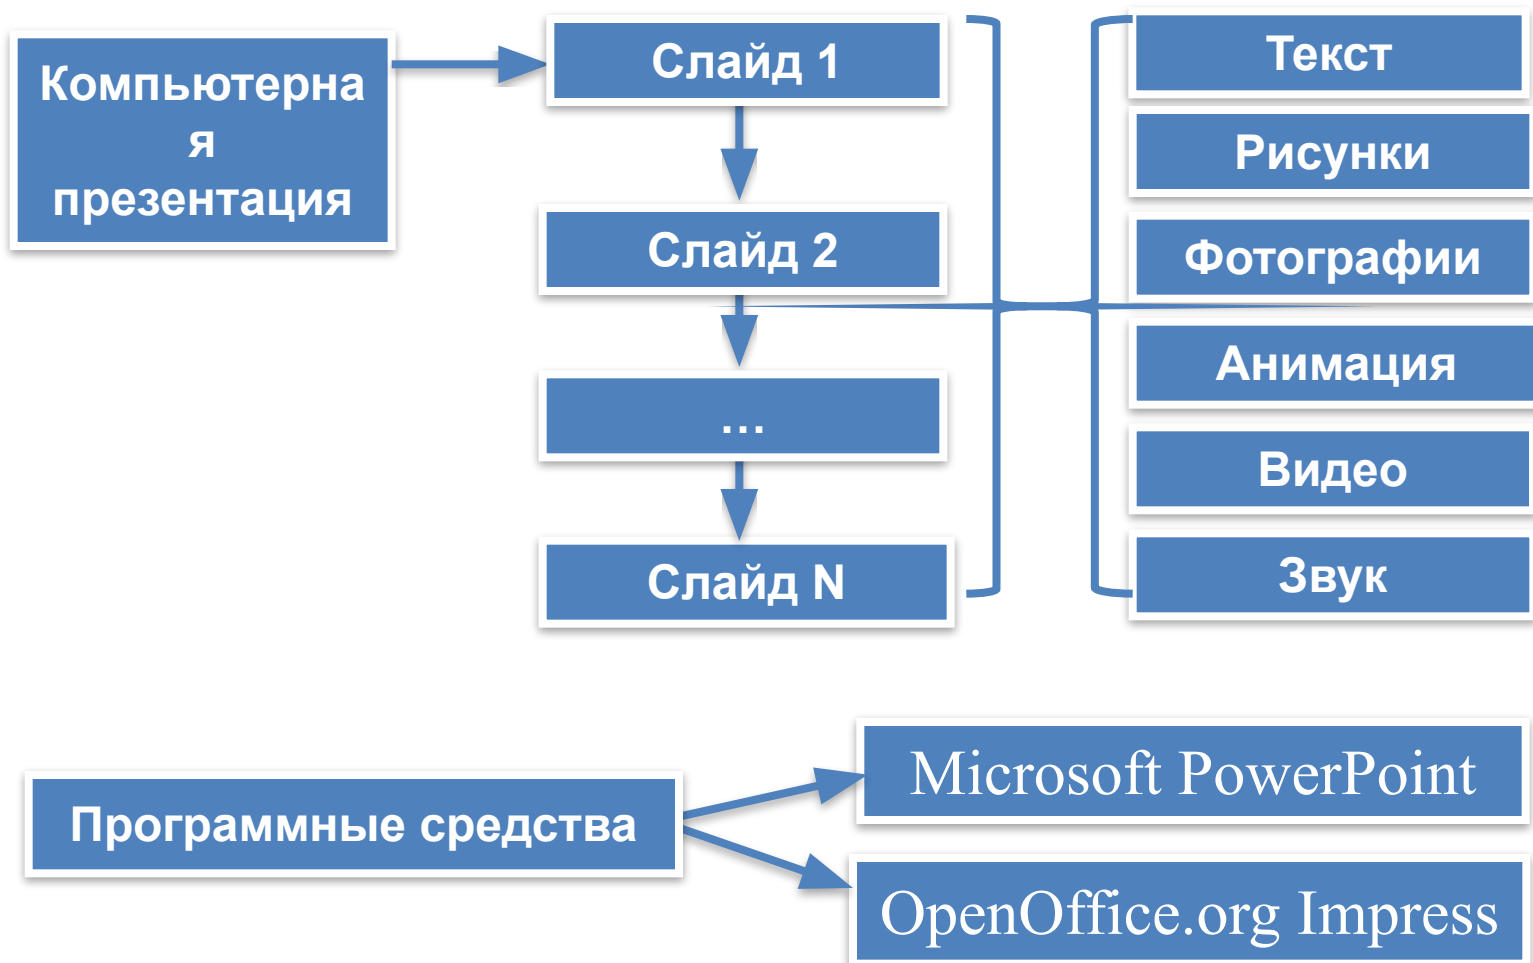 Компьютерна
я
презентация
Слайд 1
Слайд 2
...
Слайд N
Текст
Рисунки
Фотографии
Анимация
Видео
Звук
Программные средства
Microsoft PowerPoint
OpenOffice.org Impress